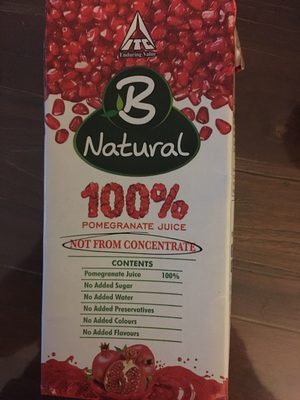 ITC
Enduring Value
B
Natural
100%
POMEGRANATE JUICE
NOT FROM CONCENTRATE
CONTENTS
Pomegranate Juice 100%
No Added Sugar
No Added Water
No Added Preservatives
No Added Colours
No Added Flavours